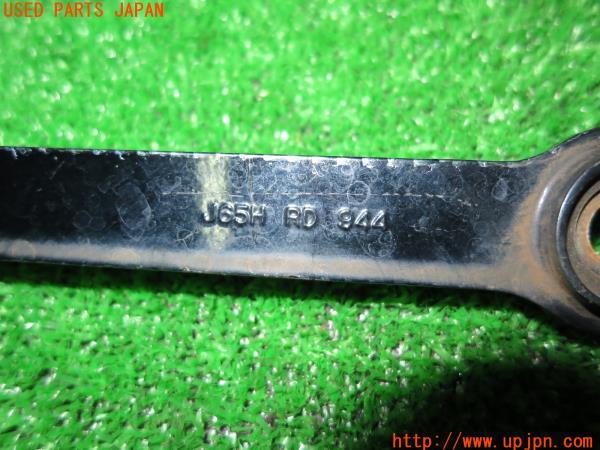 USED PARTS JAPAN
J65H RD 944
http://www.upjpn.com/